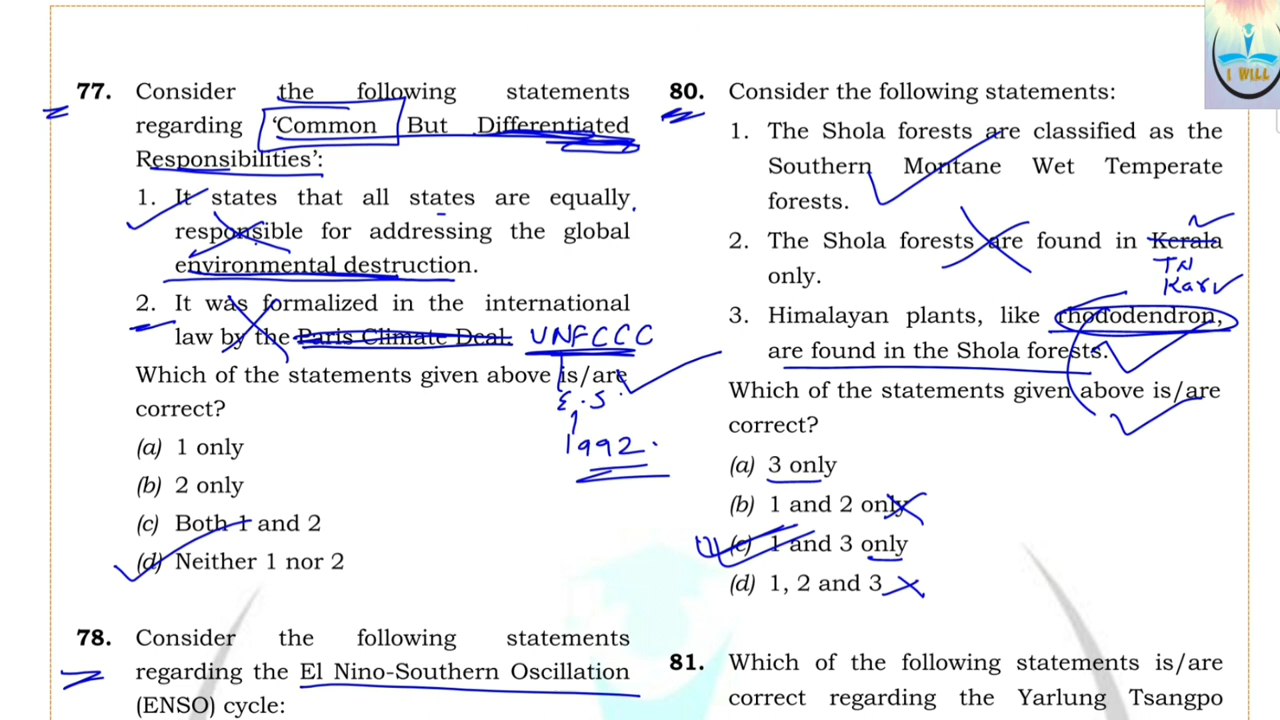 77. Consider the following statements
regarding 'Common But Differentiated
Responsibilities':
1. It states that all states are equally
responsible for addressing the global
environmental destruction.
2. It was formalized in the international
law by the Paris Climate Deal. UNFCCC
Which of the statements given above is/are
correct?
E.S
1992.
(a) 1 only
(b) 2 only
(c) Both 1 and 2
(d) Neither 1 nor 2
78. Consider the following statements
regarding the El Nino-Southern Oscillation
(ENSO) cycle:
80. Consider the following statements:
1. The Shola forests are classified as the
Southern Montane Wet Temperate
forests.
2. The Shola forests are found in Kerala
only.
TN
Kar
3. Himalayan plants, like rhododendron,
are found in the Shola forests.
Which of the statements given above is/are
correct?
(a) 3 only
(b) 1 and 2 only
(c) 1 and 3 only
(d) 1, 2 and 3
81. Which of the following statements is/are
correct regarding the Yarlung Tsangpo
I WILL